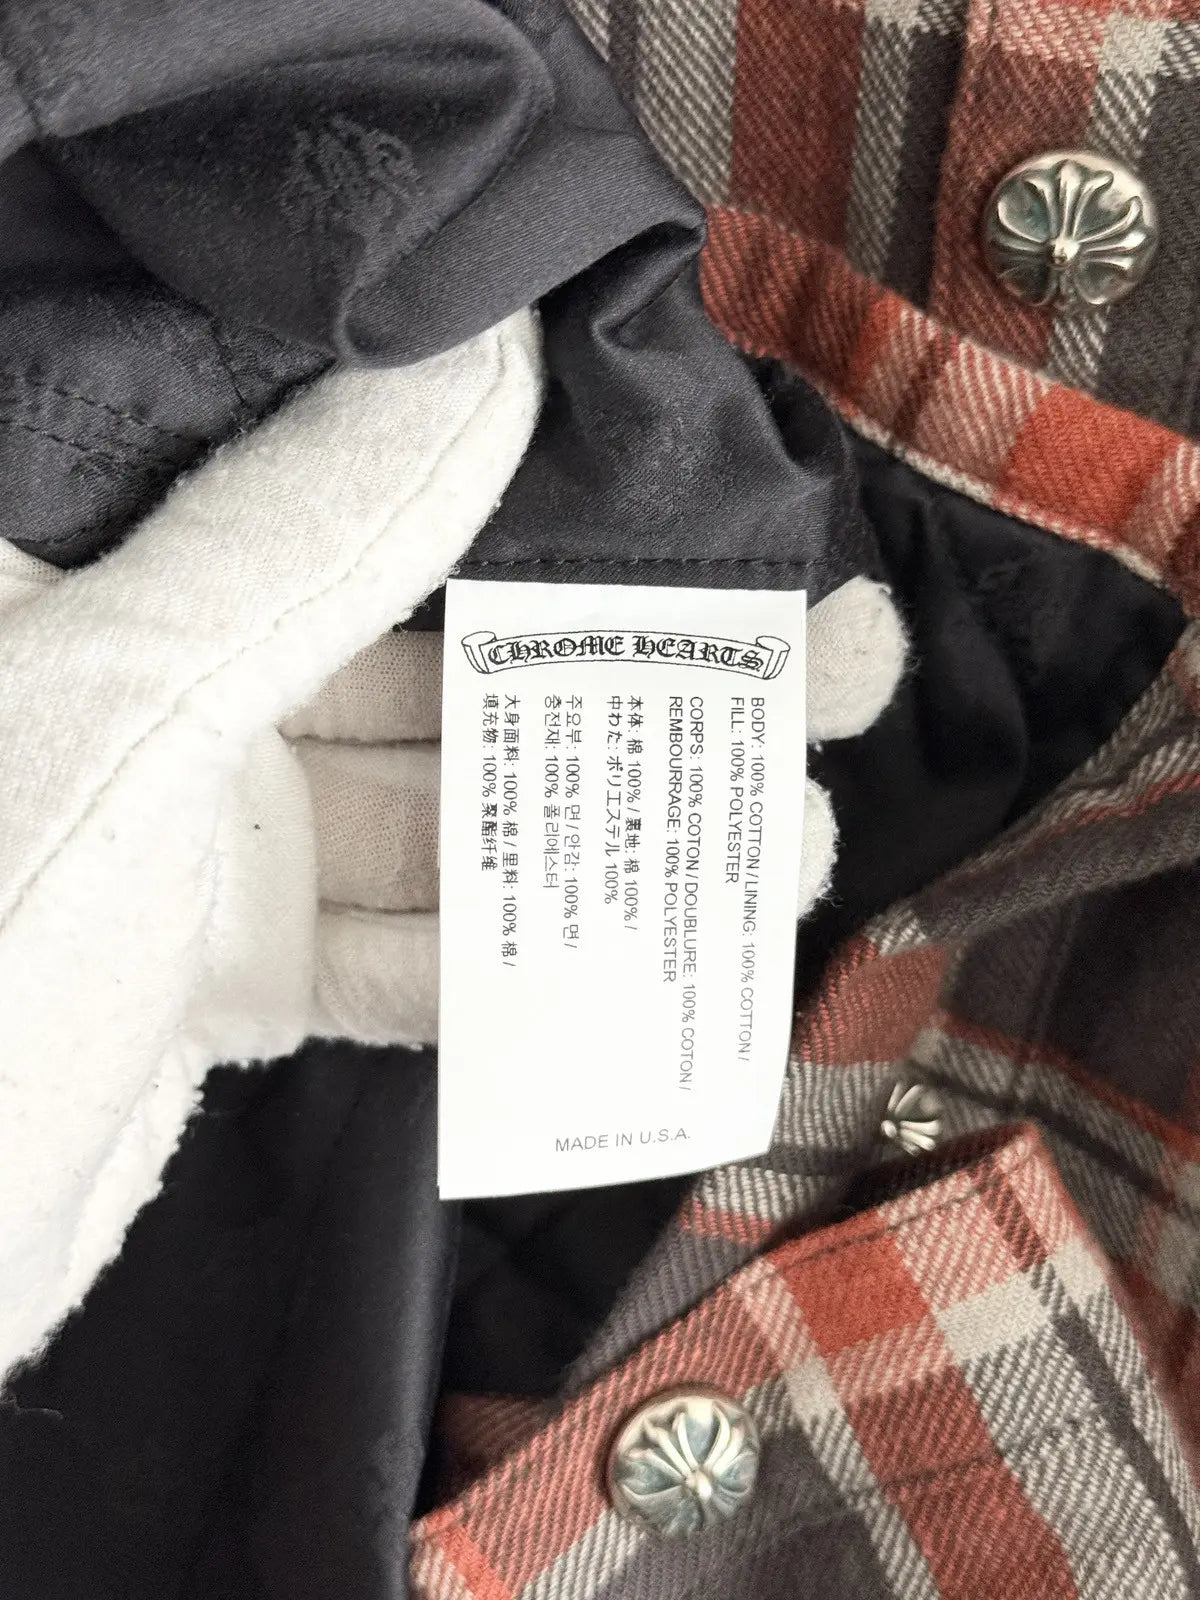 CHROME HEARTS
BODY: 100% COTTON / LINING: 100% COTTON /
FILL: 100% POLYESTER
CORPS: 100% COTON / DOUBLURE: 100% COTON /
REMBOURRAGE: 100% POLYESTER
本体: 棉 100% / 裏地: 棉 100% /
中わた: ポリエステル 100%
주요부: 100% 면 / 안감: 100% 면 /
충전재: 100% 폴리에스터
大身面料: 100% 棉 / 里料: 100% 棉 /
填充物: 100% 聚酯纤维
MADE IN U.S.A.